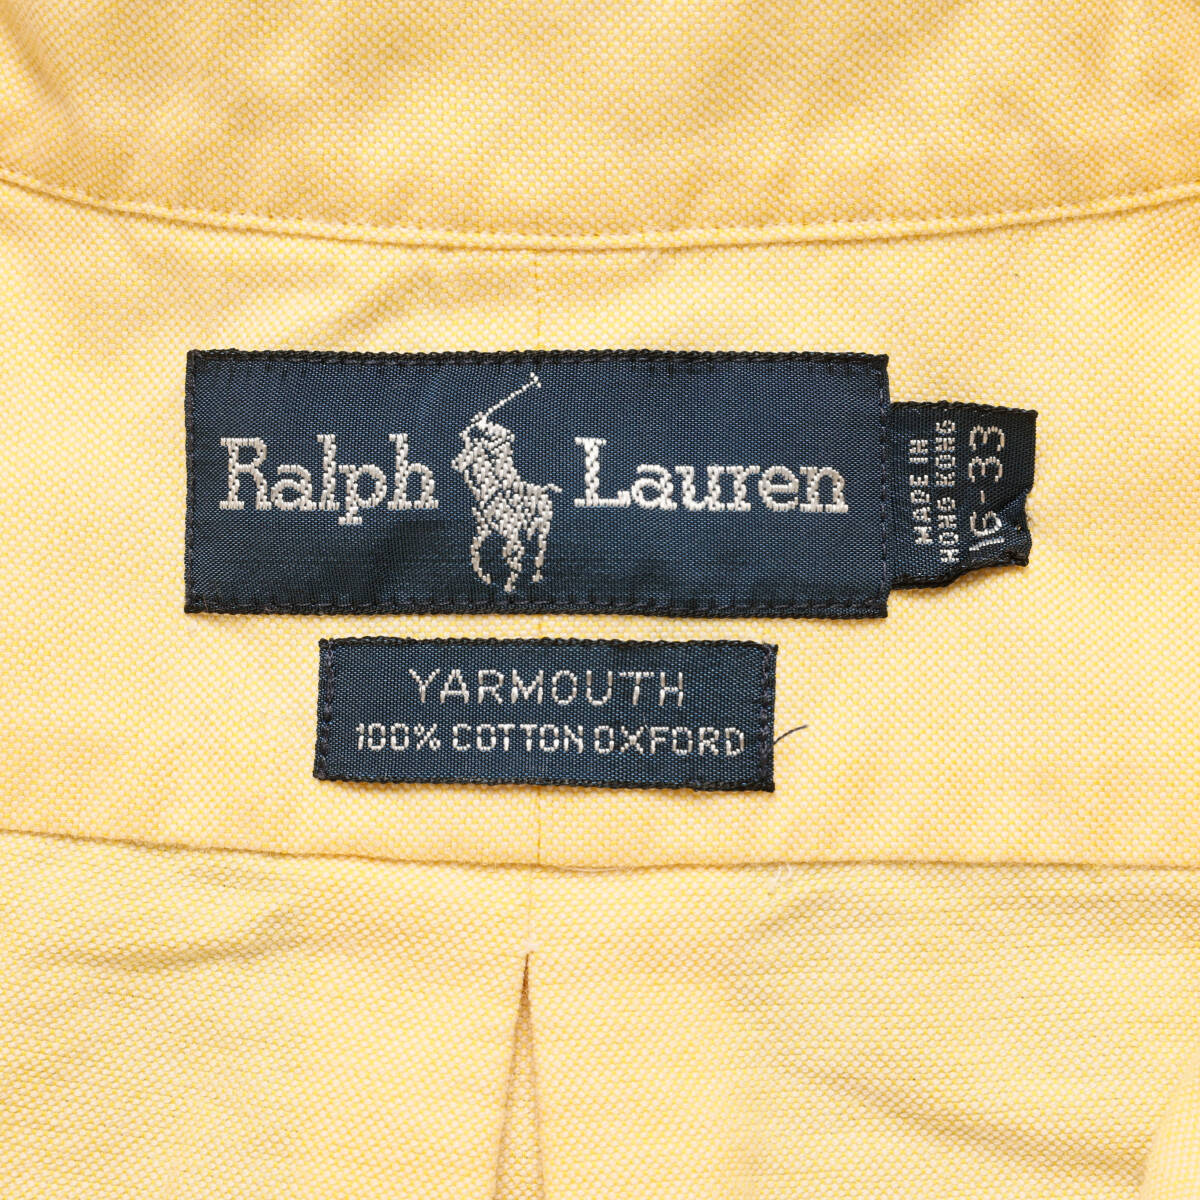 Ralph Lauren
MADE IN
HONG KONG
16-33
YARMOUTH
100% COTTON OXFORD